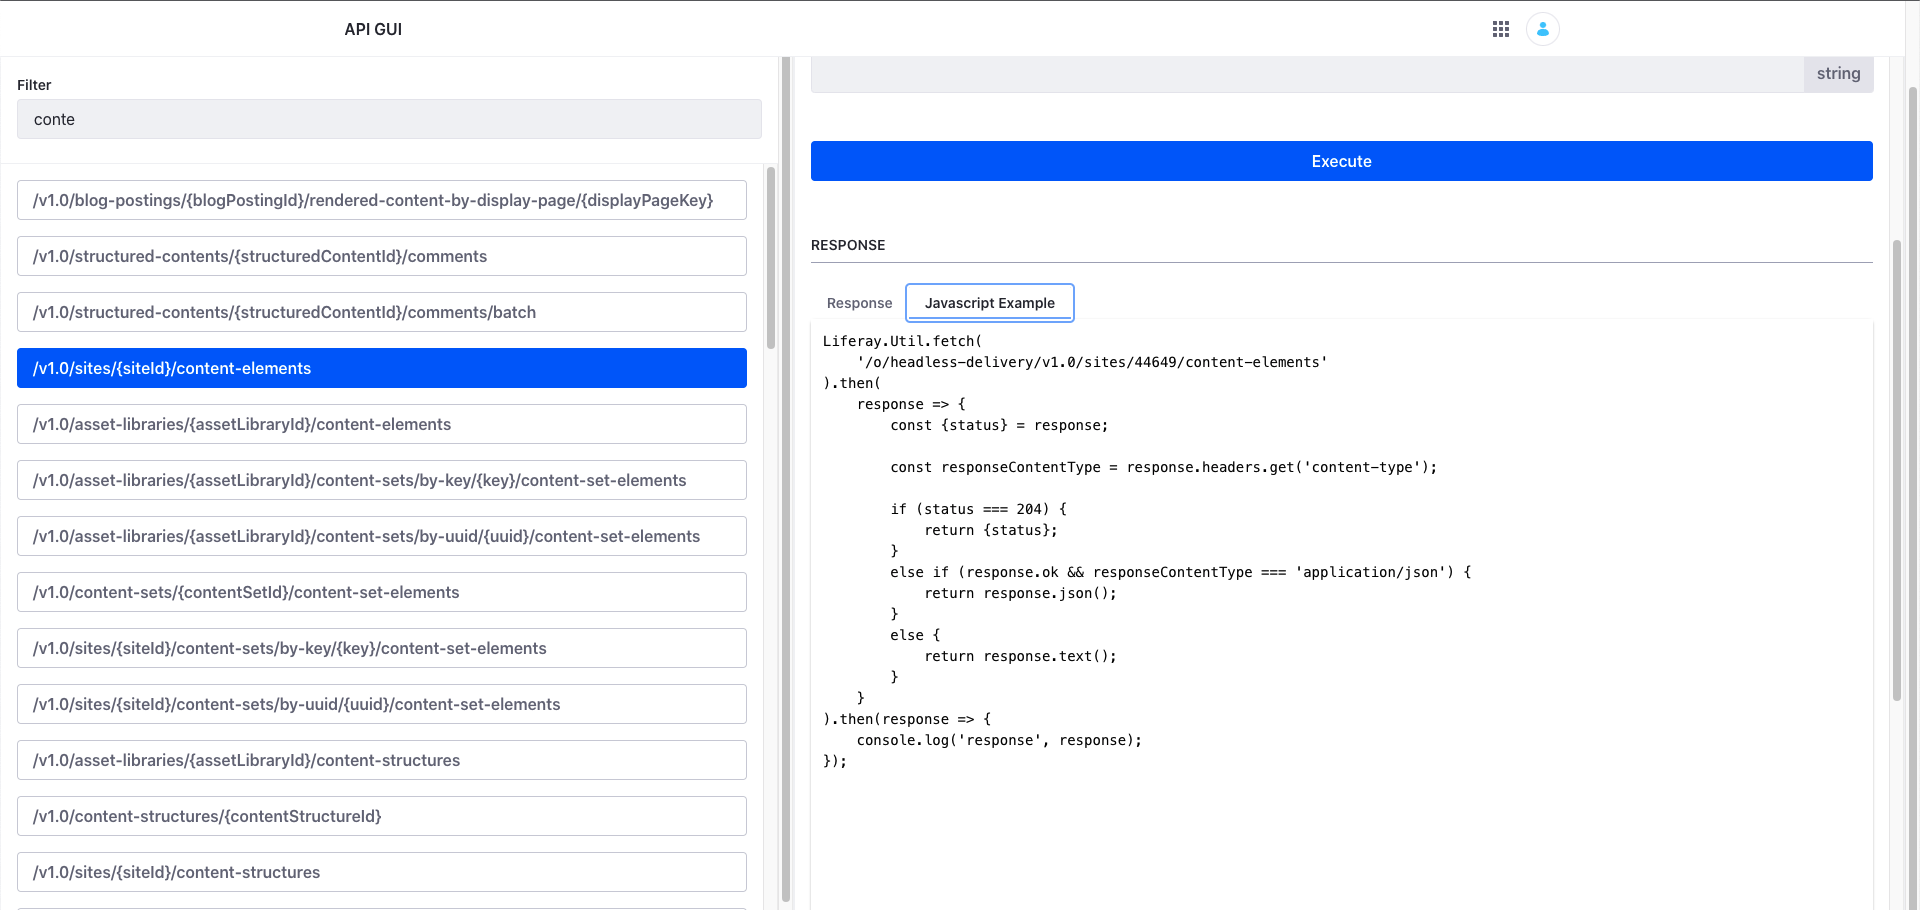 API GUI
Filter
conte
/v1.0/blog-postings/{blogPostingId}/rendered-content-by-display-page/{displayPageKey}
/v1.0/structured-contents/{structuredContentId}/comments
/v1.0/structured-contents/{structuredContentId}/comments/batch
/v1.0/sites/{siteId}/content-elements
/v1.0/asset-libraries/{assetLibraryId}/content-elements
/v1.0/asset-libraries/{assetLibraryId}/content-sets/by-key/{key}/content-set-elements
/v1.0/asset-libraries/{assetLibraryId}/content-sets/by-uuid/{uuid}/content-set-elements
/v1.0/content-sets/{contentSetId}/content-set-elements
/v1.0/sites/{siteId}/content-sets/by-key/{key}/content-set-elements
/v1.0/sites/{siteId}/content-sets/by-uuid/{uuid}/content-set-elements
/v1.0/asset-libraries/{assetLibraryId}/content-structures
/v1.0/content-structures/{contentStructureId}
/v1.0/sites/{siteId}/content-structures
string
Execute
RESPONSE
Response Javascript Example
Liferay.Util.fetch(
    '/o/headless-delivery/v1.0/sites/44649/content-elements'
).then(
    response => {
        const {status} = response;
        const responseContentType = response.headers.get('content-type');
        if (status === 204) {
            return {status};
        }
        else if (response.ok && responseContentType === 'application/json') {
            return response.json();
        }
        else {
            return response.text();
        }
    }
).then(response => {
    console.log('response', response);
});